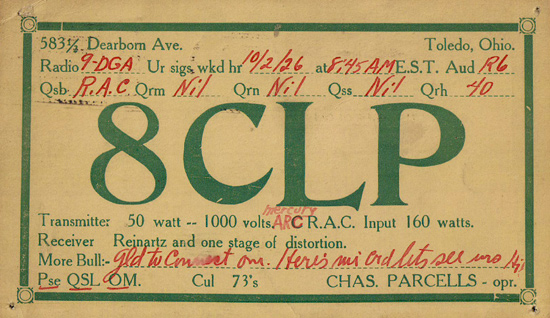 583½ Dearborn Ave. Toledo, Ohio.
Radio 9-DGA Ur sigs. wkd hr 10/2/26 at 8:45 AM E.S.T. Aud R6
Qsb R.A.C. Qrm Nil Qrn Nil Qss Nil Qrh 40
8CLP
mercury
Transmitter 50 watt -- 1000 volts ARC R.A.C. Input 160 watts.
Receiver Reinartz and one stage of distortion.
More Bull:- gld to connect om. Here's mi crd lets see urs
Pse QSL OM. Cul 73's CHAS. PARCELLS - opr.